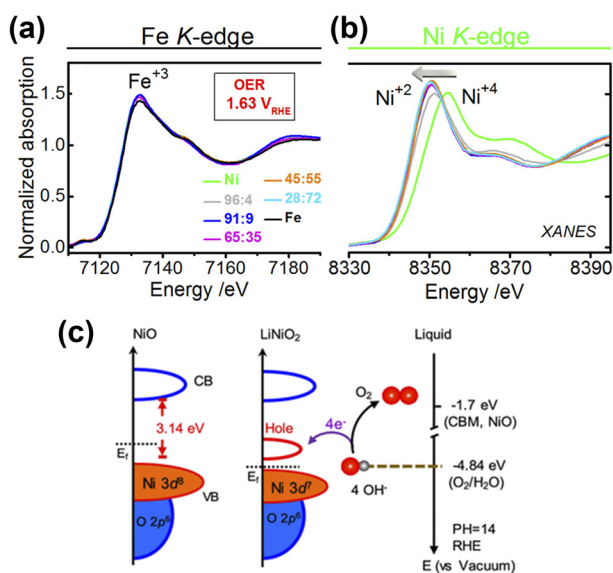 (a)
Fe K-edge
Fe+3
OER
1.63 VRHE
Normalized absorption
1.5
1.0
0.5
0.0
Ni
96:4
91:9
65:35
45:55
28:72
Fe
7120 7140 7160 7180
Energy /eV
(b)
Ni K-edge
Ni+2
Ni+4
XANES
8330 8350 8370 8390
Energy /eV
(c)
NiO
CB
3.14 eV
Ef
Ni 3d8
VB
O 2p6
LiNiO2
Hole
4e-
Ef
Ni 3d7
O 2p6
O2
4 OH-
Liquid
-1.7 eV
(CBM, NiO)
-4.84 eV
(O2/H2O)
PH=14
RHE
E (vs Vacuum)